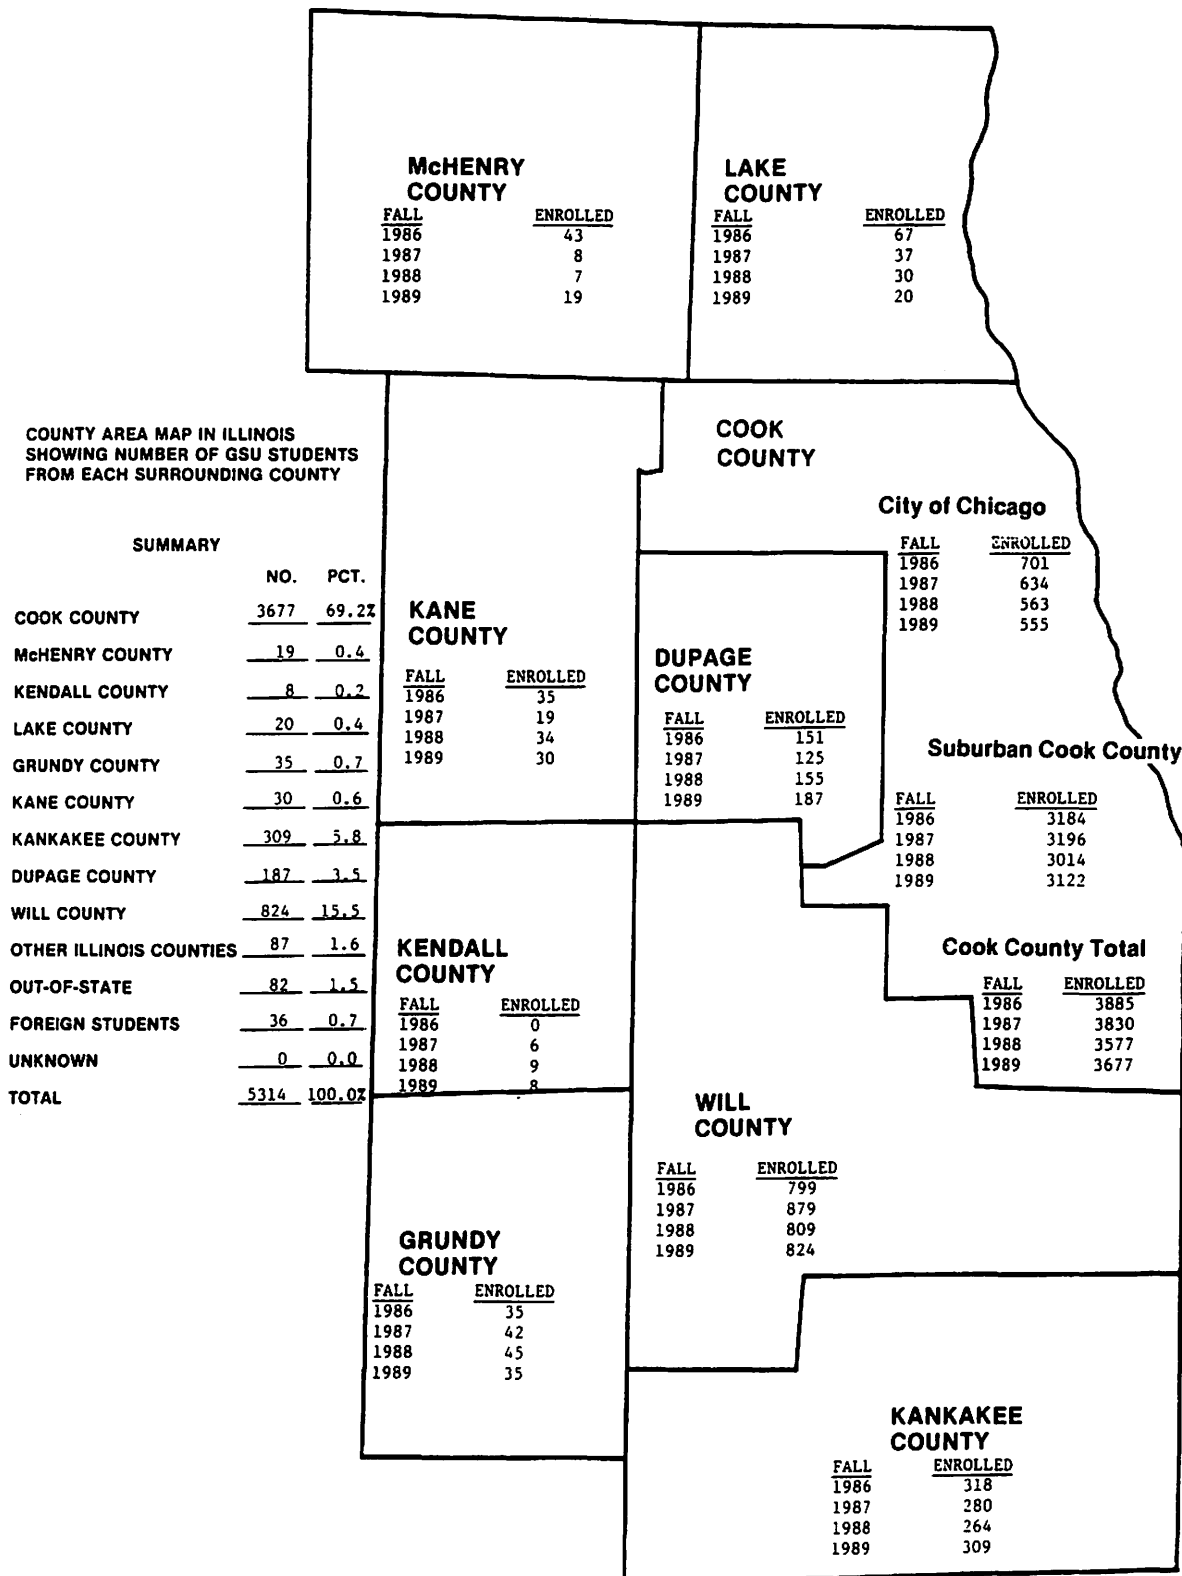 McHENRY
COUNTY
FALL ENROLLED
1986 43
1987 8
1988 7
1989 19
LAKE
COUNTY
FALL ENROLLED
1986 67
1987 37
1988 30
1989 20
COUNTY AREA MAP IN ILLINOIS
SHOWING NUMBER OF GSU STUDENTS
FROM EACH SURROUNDING COUNTY
SUMMARY
NO. PCT.
COOK COUNTY 3677 69.2%
McHENRY COUNTY 19 0.4
KENDALL COUNTY 8 0.2
LAKE COUNTY 20 0.4
GRUNDY COUNTY 35 0.7
KANE COUNTY 30 0.6
KANKAKEE COUNTY 309 5.8
DUPAGE COUNTY 187 3.5
WILL COUNTY 824 15.5
OTHER ILLINOIS COUNTIES 87 1.6
OUT-OF-STATE 82 1.5
FOREIGN STUDENTS 36 0.7
UNKNOWN 0 0.0
TOTAL 5314 100.0%
COOK
COUNTY
City of Chicago
FALL ENROLLED
1986 701
1987 634
1988 563
1989 555
KANE
COUNTY
FALL ENROLLED
1986 35
1987 19
1988 34
1989 30
DUPAGE
COUNTY
FALL ENROLLED
1986 151
1987 125
1988 155
1989 187
Suburban Cook County
FALL ENROLLED
1986 3184
1987 3196
1988 3014
1989 3122
KENDALL
COUNTY
FALL ENROLLED
1986 0
1987 6
1988 9
1989 8
Cook County Total
FALL ENROLLED
1986 3885
1987 3830
1988 3577
1989 3677
WILL
COUNTY
FALL ENROLLED
1986 799
1987 879
1988 809
1989 824
GRUNDY
COUNTY
FALL ENROLLED
1986 35
1987 42
1988 45
1989 35
KANKAKEE
COUNTY
FALL ENROLLED
1986 318
1987 280
1988 264
1989 309